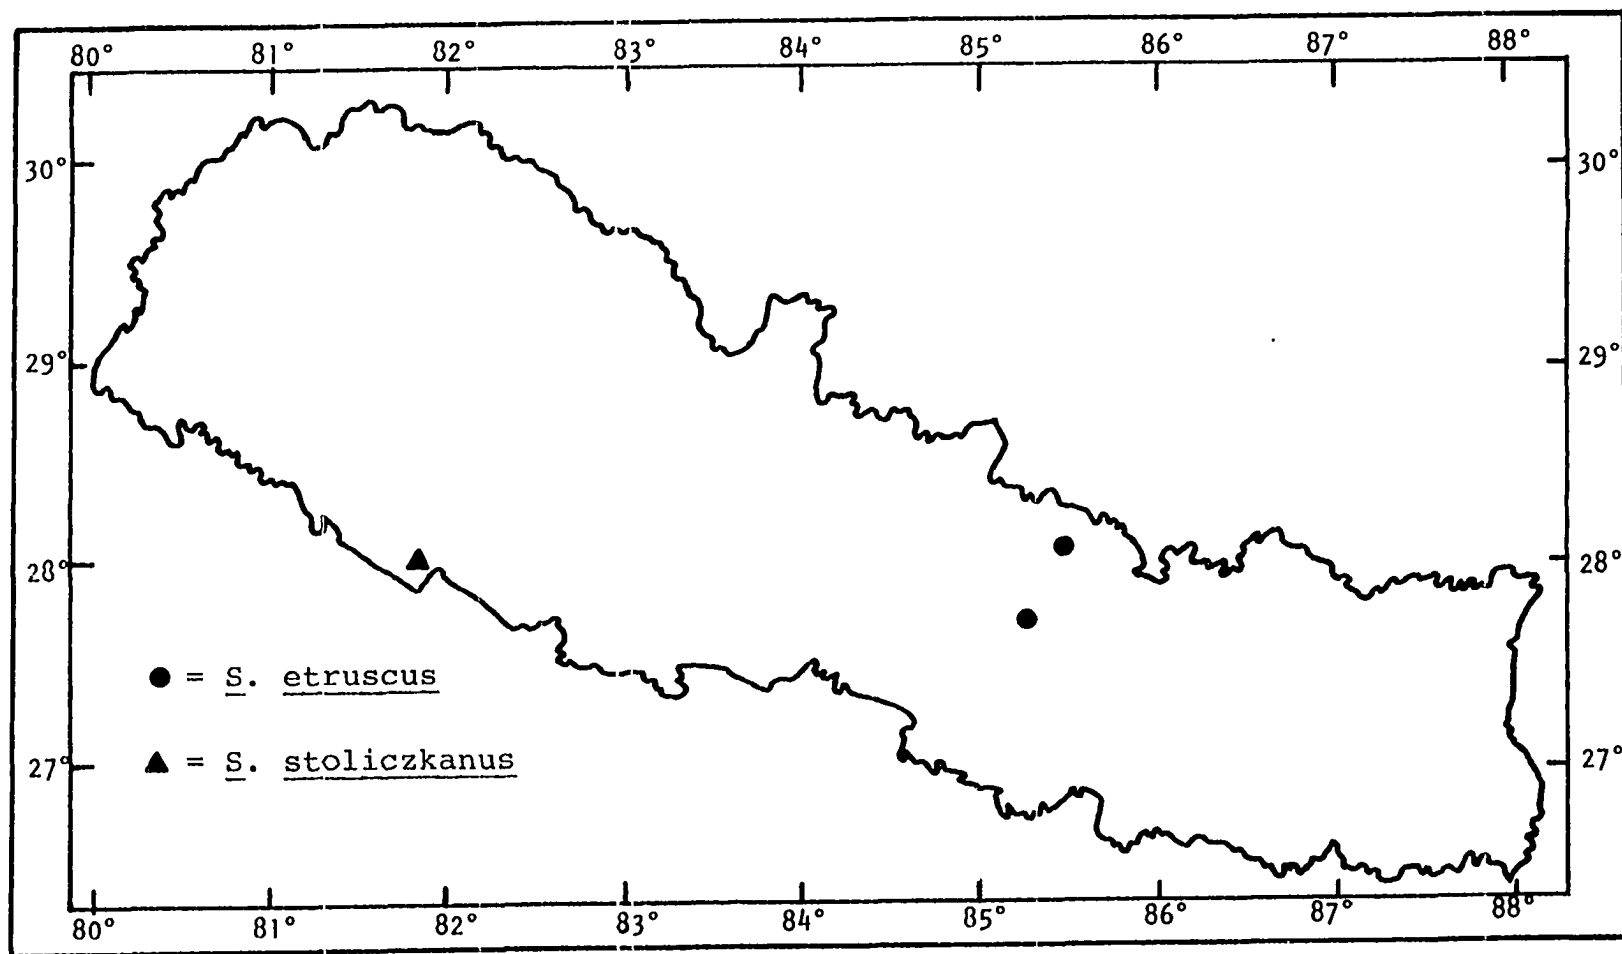 80° 81° 82° 83° 84° 85° 86° 87° 88°
30° 30°
29° 29°
28° 28°
● = S. etruscus
▲ = S. stoliczkanus
27° 27°
80° 81° 82° 83° 84° 85° 86° 87° 88°